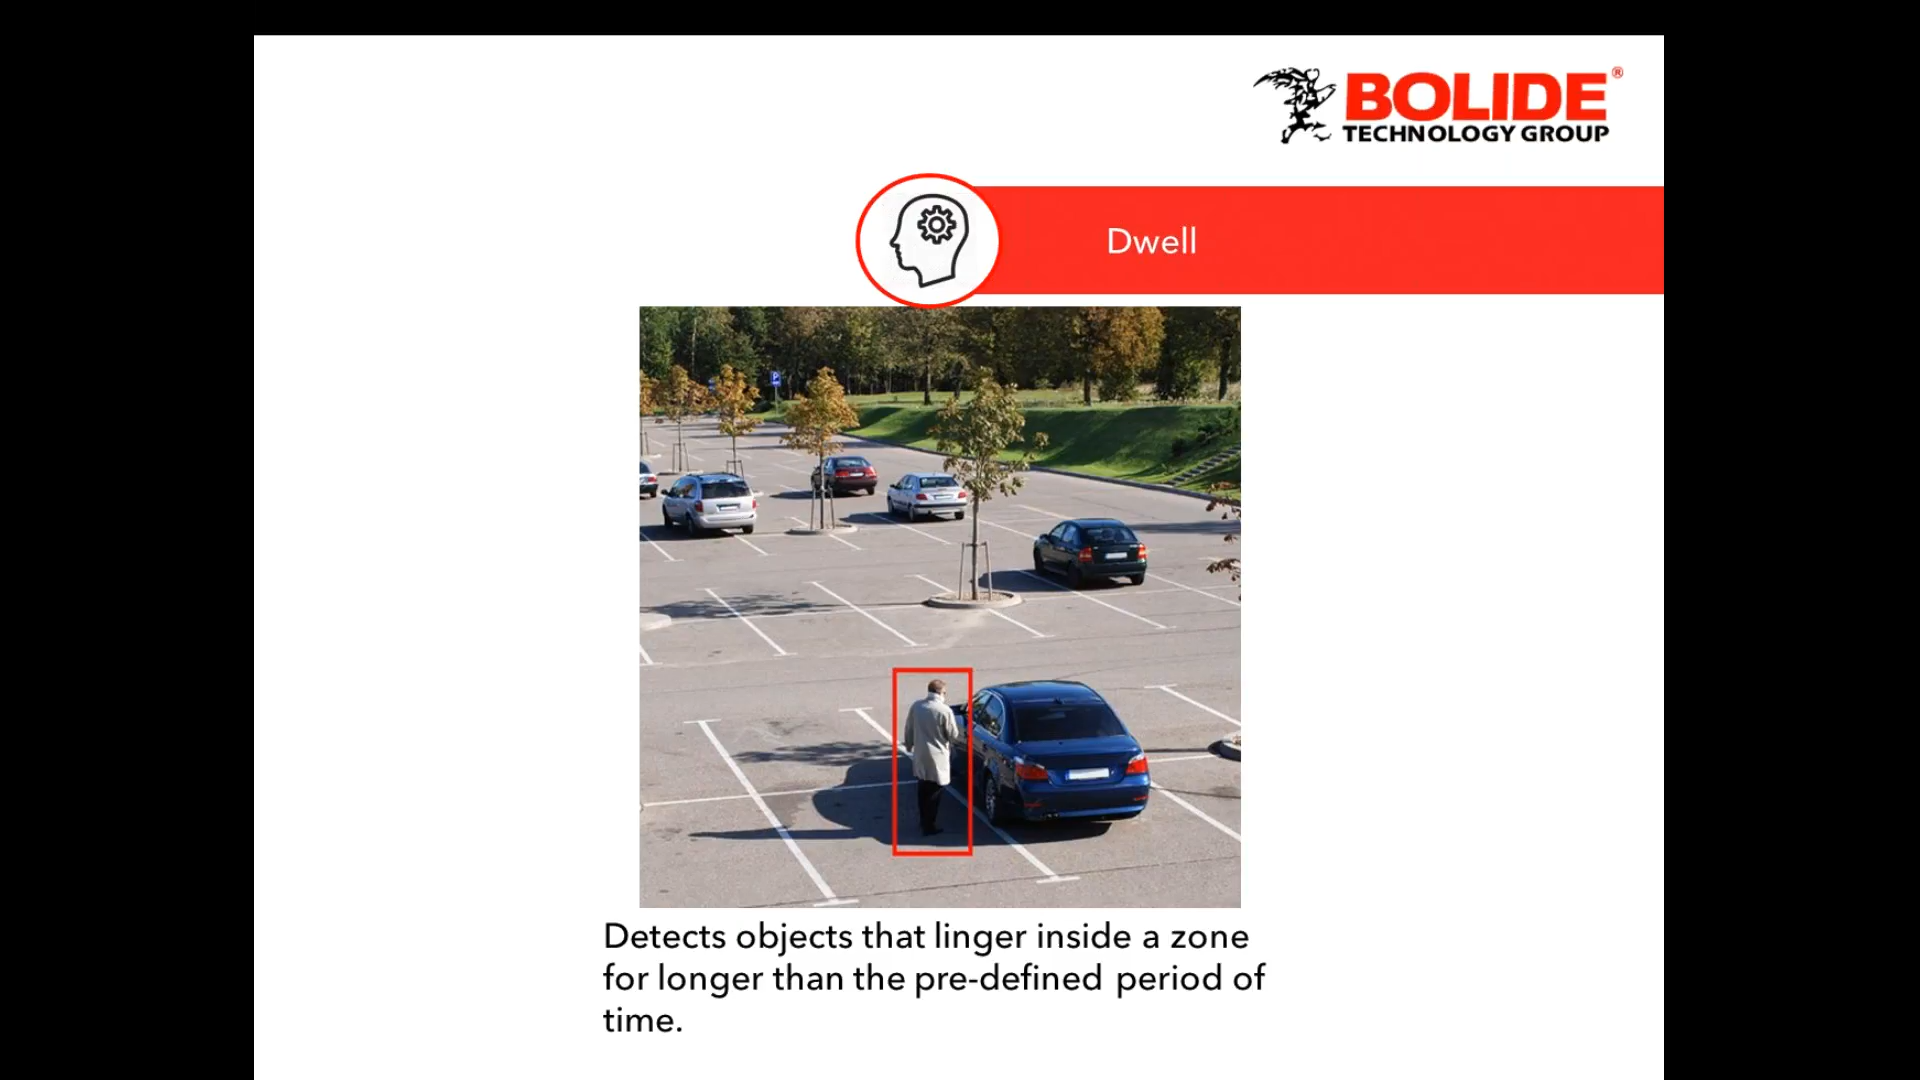 BOLIDE®
TECHNOLOGY GROUP
Dwell
P
Detects objects that linger inside a zone
for longer than the pre-defined period of
time.